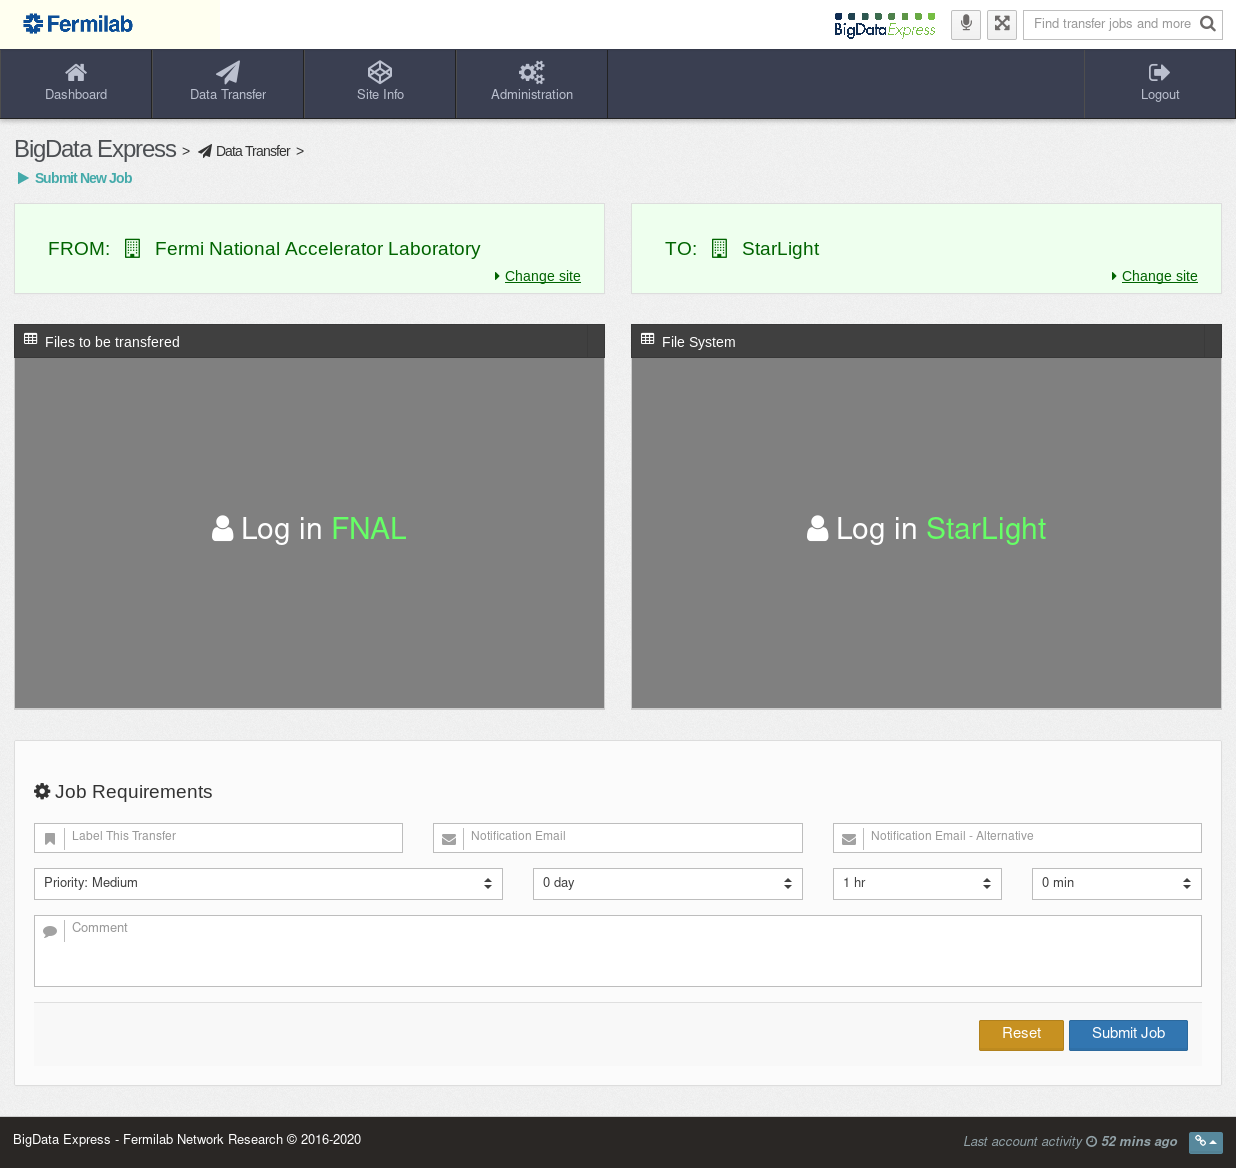 Fermilab
BigDataExpress
Find transfer jobs and more
Dashboard
Data Transfer
Site Info
Administration
Logout
BigData Express > Data Transfer >
Submit New Job
FROM: Fermi National Accelerator Laboratory
Change site
TO: StarLight
Change site
Files to be transfered
File System
Log in FNAL
Log in StarLight
Job Requirements
Label This Transfer
Notification Email
Notification Email - Alternative
Priority: Medium
0 day
1 hr
0 min
Comment
Reset
Submit Job
BigData Express - Fermilab Network Research © 2016-2020
Last account activity 52 mins ago